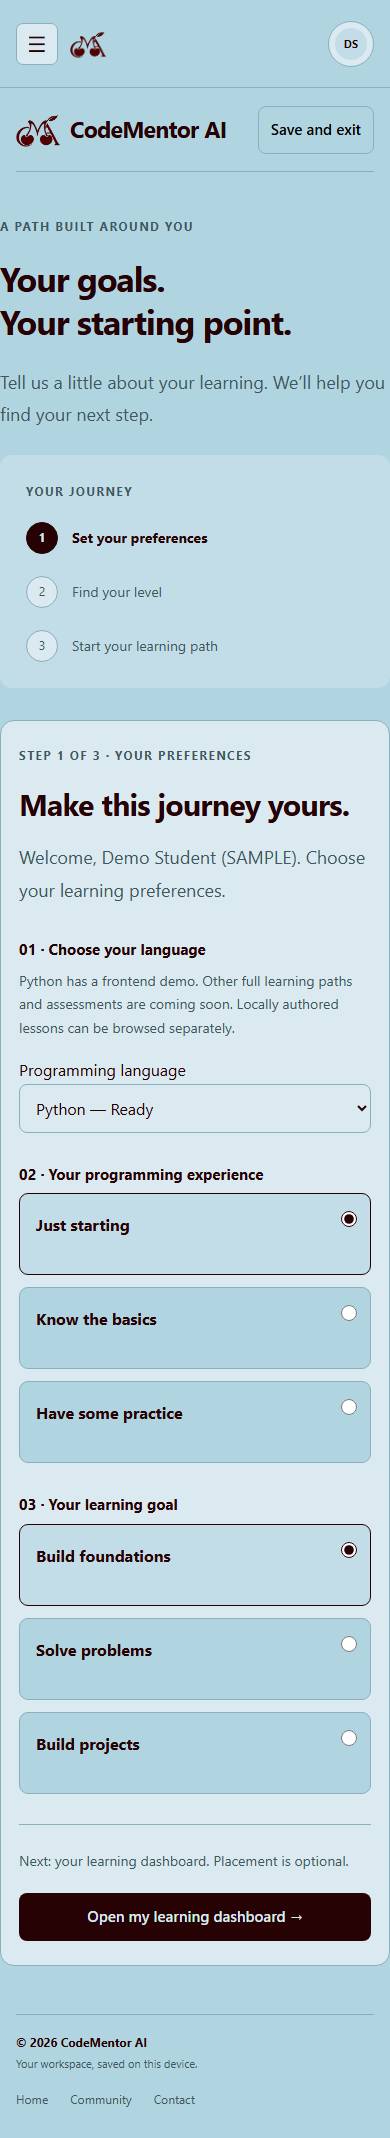 ☰
DS
CodeMentor AI
Save and exit
A PATH BUILT AROUND YOU
Your goals.
Your starting point.
Tell us a little about your learning. We’ll help you
find your next step.
YOUR JOURNEY
1 Set your preferences
2 Find your level
3 Start your learning path
STEP 1 OF 3 · YOUR PREFERENCES
Make this journey yours.
Welcome, Demo Student (SAMPLE). Choose
your learning preferences.
01 · Choose your language
Python has a frontend demo. Other full learning paths
and assessments are coming soon. Locally authored
lessons can be browsed separately.
Programming language
Python — Ready
02 · Your programming experience
Just starting
Know the basics
Have some practice
03 · Your learning goal
Build foundations
Solve problems
Build projects
Next: your learning dashboard. Placement is optional.
Open my learning dashboard →
© 2026 CodeMentor AI
Your workspace, saved on this device.
Home Community Contact